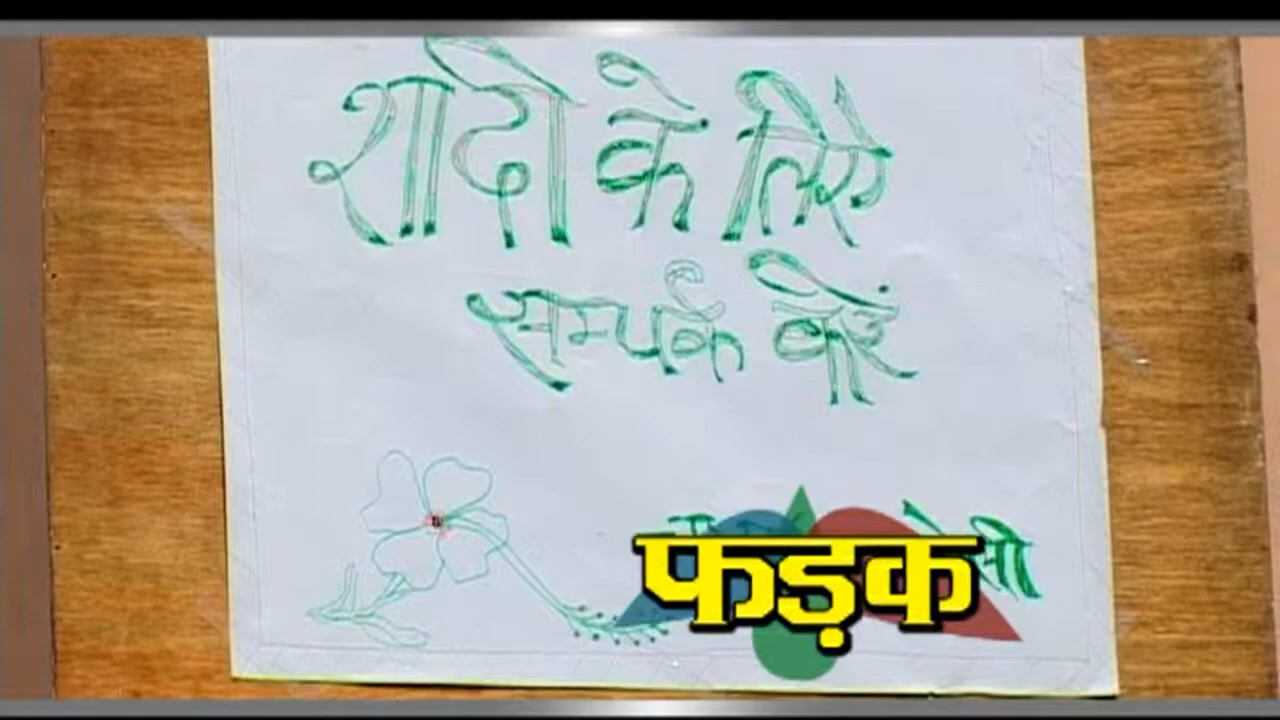 शादी के लिए
सम्पर्क करें
फड़क